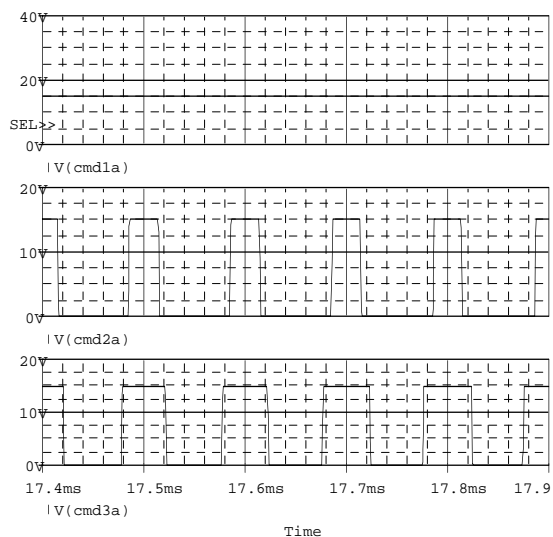 40V
20V
SEL>>
0V
V(cmd1a)
20V
10V
0V
V(cmd2a)
20V
10V
0V
17.4ms 17.5ms 17.6ms 17.7ms 17.8ms 17.9
V(cmd3a)
Time